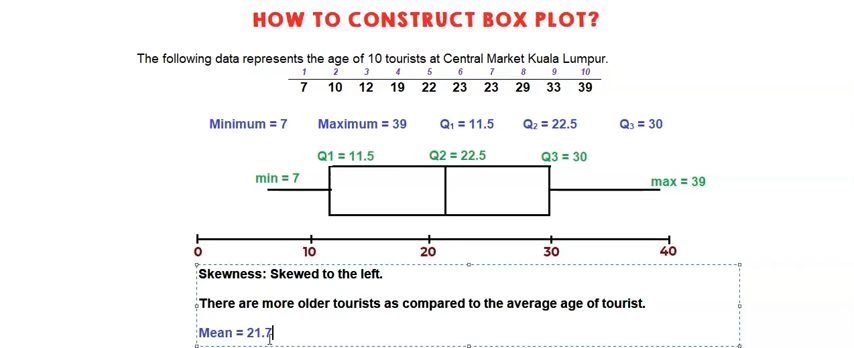 HOW TO CONSTRUCT BOX PLOT?
The following data represents the age of 10 tourists at Central Market Kuala Lumpur.
1 2 3 4 5 6 7 8 9 10
7 10 12 19 22 23 23 29 33 39
Minimum = 7 Maximum = 39 Q₁ = 11.5 Q₂ = 22.5 Q₃ = 30
Q1 = 11.5 Q2 = 22.5 Q3 = 30
min = 7 max = 39
0 10 20 30 40
Skewness: Skewed to the left.
There are more older tourists as compared to the average age of tourist.
Mean = 21.7